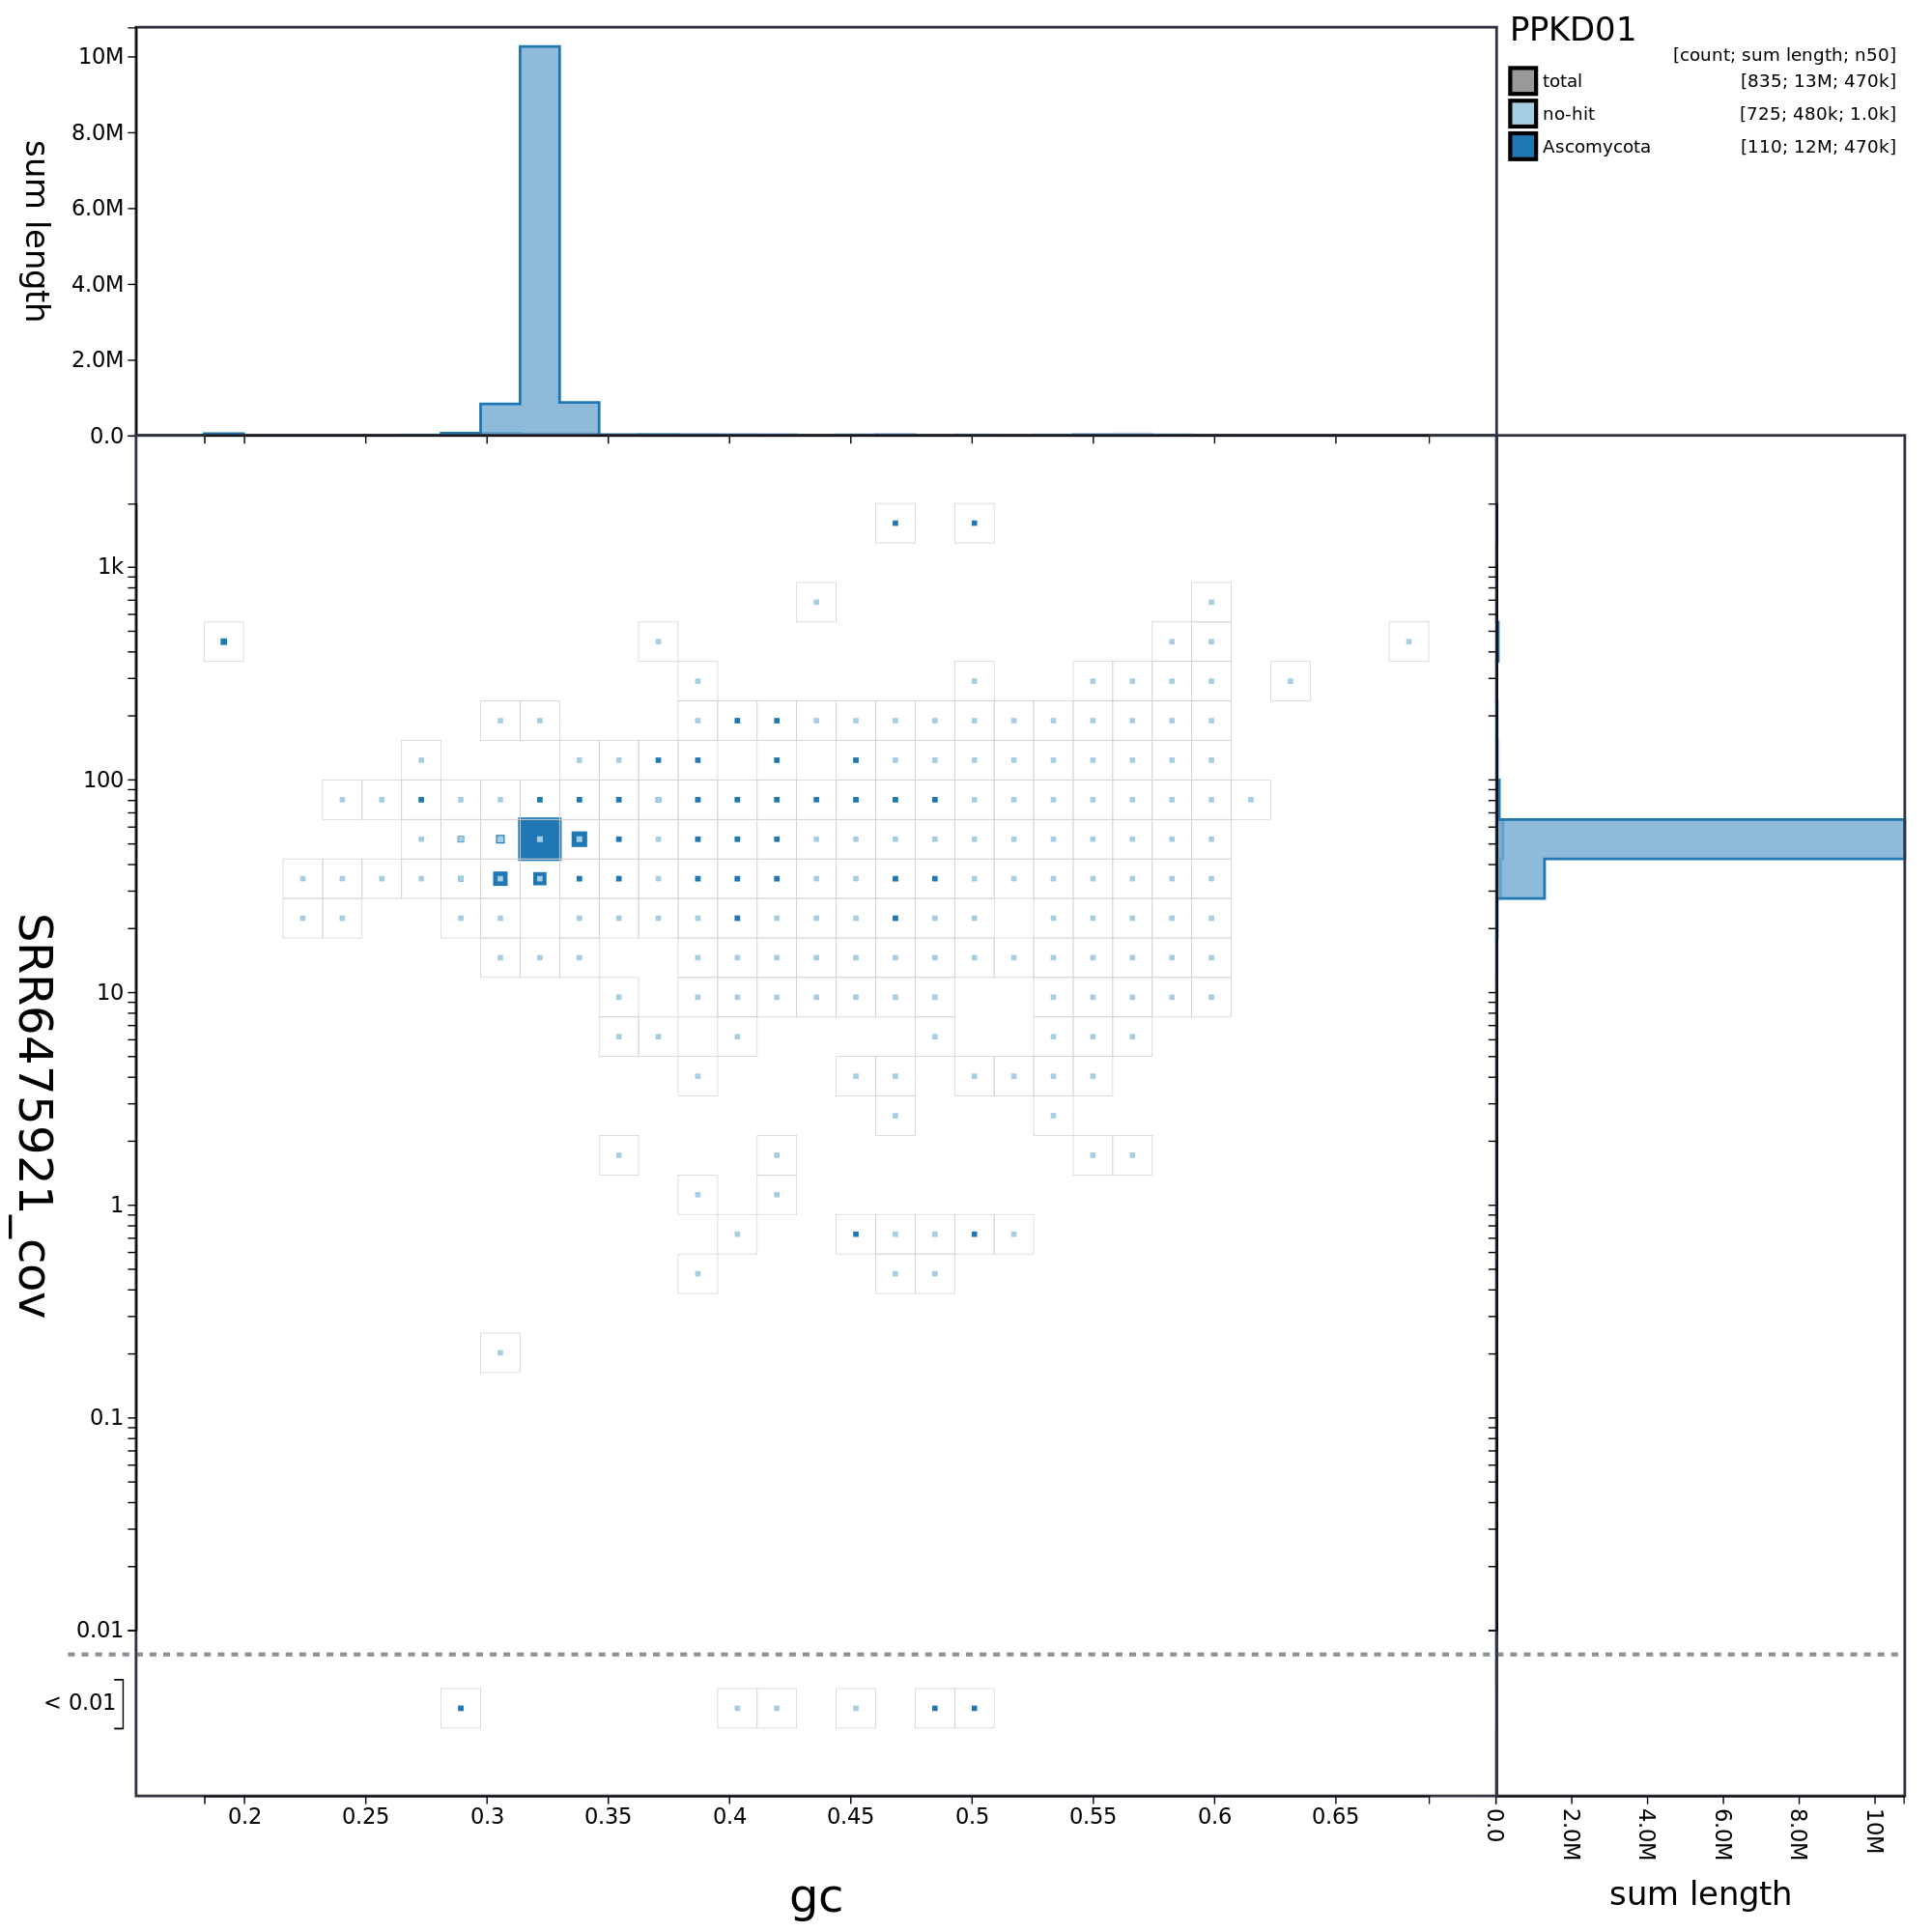 PPKD01
[count; sum length; n50]
total [835; 13M; 470k]
no-hit [725; 480k; 1.0k]
Ascomycota [110; 12M; 470k]
sum length
10M
8.0M
6.0M
4.0M
2.0M
0.0
SRR6475921_cov
1k
100
10
1
0.1
0.01
< 0.01
0.2 0.25 0.3 0.35 0.4 0.45 0.5 0.55 0.6 0.65
gc
0.0 2.0M 4.0M 6.0M 8.0M 10M
sum length